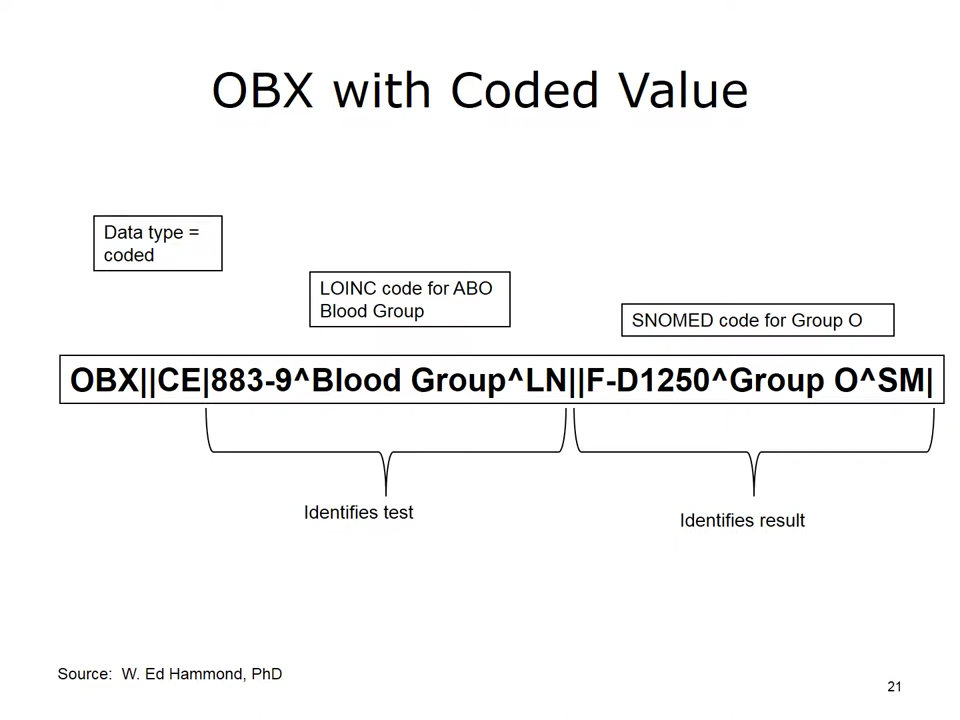 OBX with Coded Value
Data type =
coded
LOINC code for ABO
Blood Group
SNOMED code for Group O
OBX||CE|883-9^Blood Group^LN||F-D1250^Group O^SM|
Identifies test
Identifies result
Source:  W. Ed Hammond, PhD
21